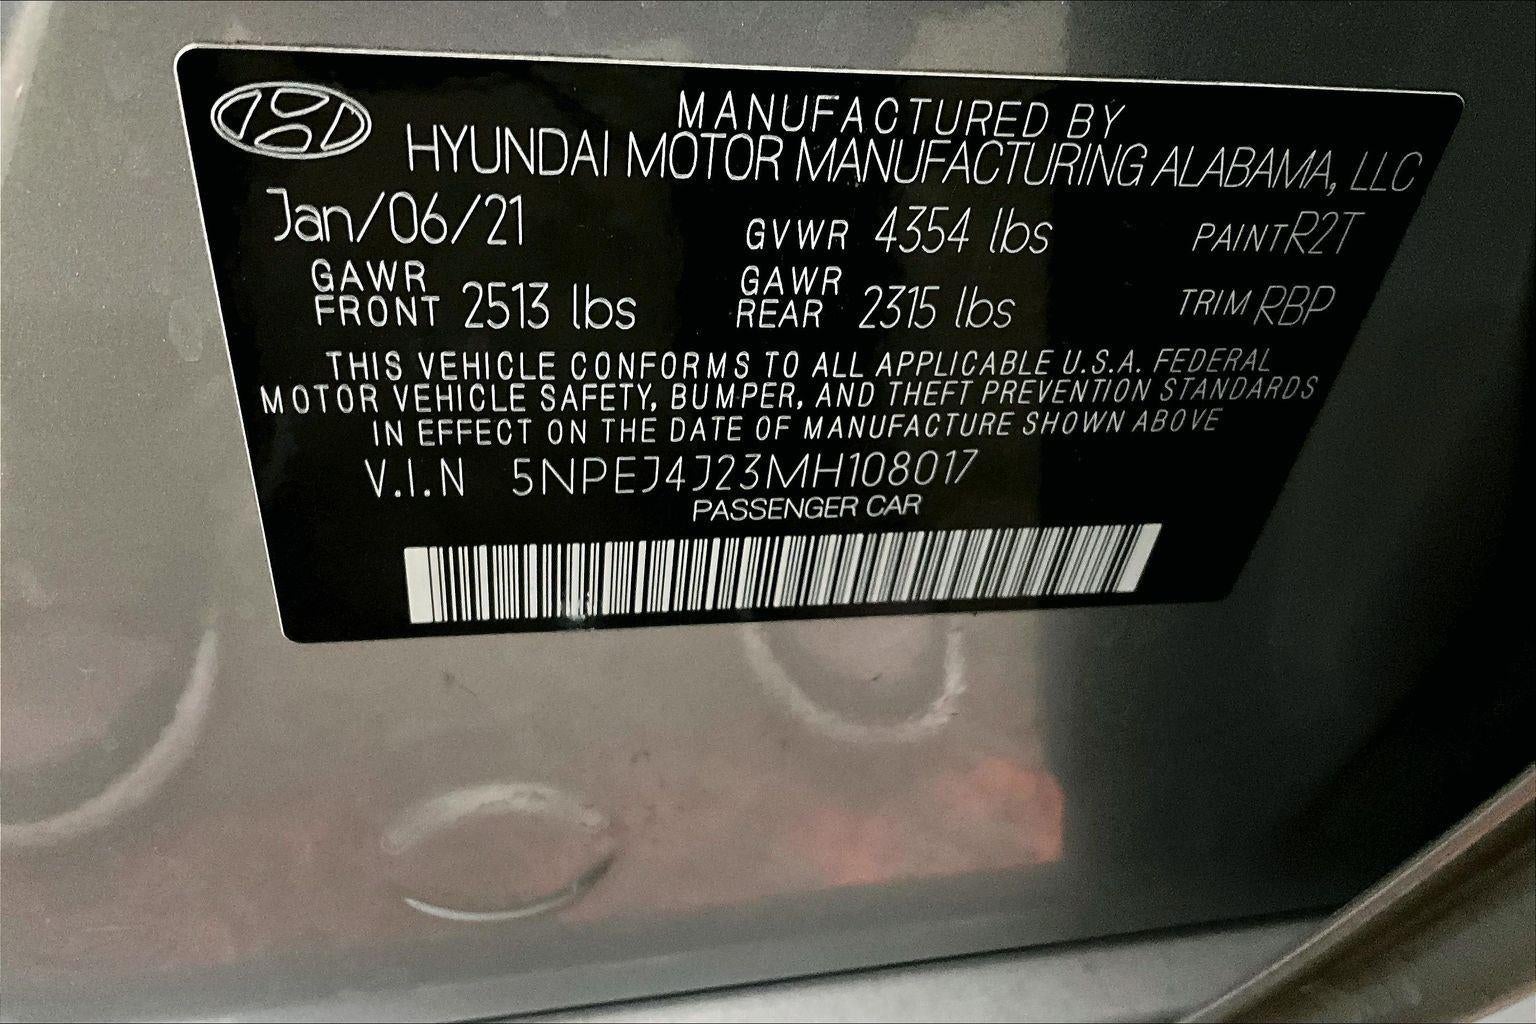 MANUFACTURED BY
HYUNDAI MOTOR MANUFACTURING ALABAMA, LLC
Jan/06/21 GVWR 4354 lbs PAINT R2T
GAWR FRONT 2513 lbs GAWR REAR 2315 lbs TRIM RBP
THIS VEHICLE CONFORMS TO ALL APPLICABLE U.S.A. FEDERAL
MOTOR VEHICLE SAFETY, BUMPER, AND THEFT PREVENTION STANDARDS
IN EFFECT ON THE DATE OF MANUFACTURE SHOWN ABOVE
V.I.N 5NPEJ4J23MH108017
PASSENGER CAR